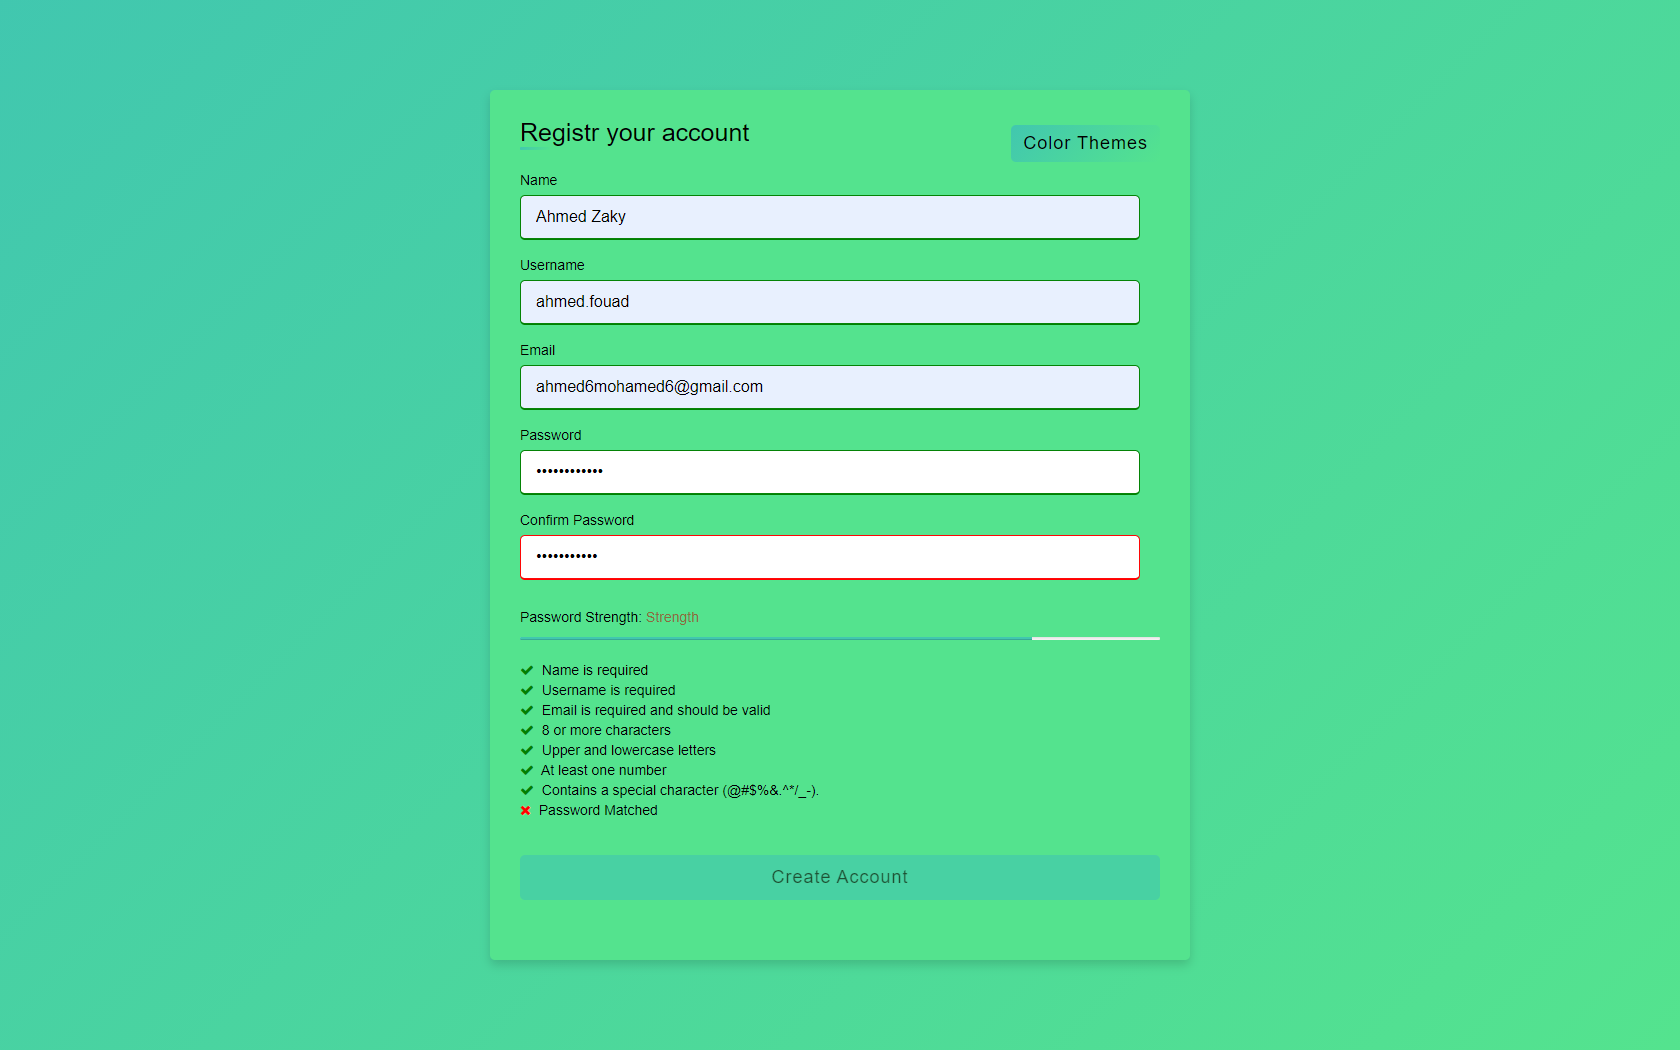 Registr your account
Color Themes
Name
Ahmed Zaky
Username
ahmed.fouad
Email
ahmed6mohamed6@gmail.com
Password
••••••••••••
Confirm Password
•••••••••••
Password Strength: Strength
Name is required
Username is required
Email is required and should be valid
8 or more characters
Upper and lowercase letters
At least one number
Contains a special character (@#$%&.^*/_-).
Password Matched
Create Account